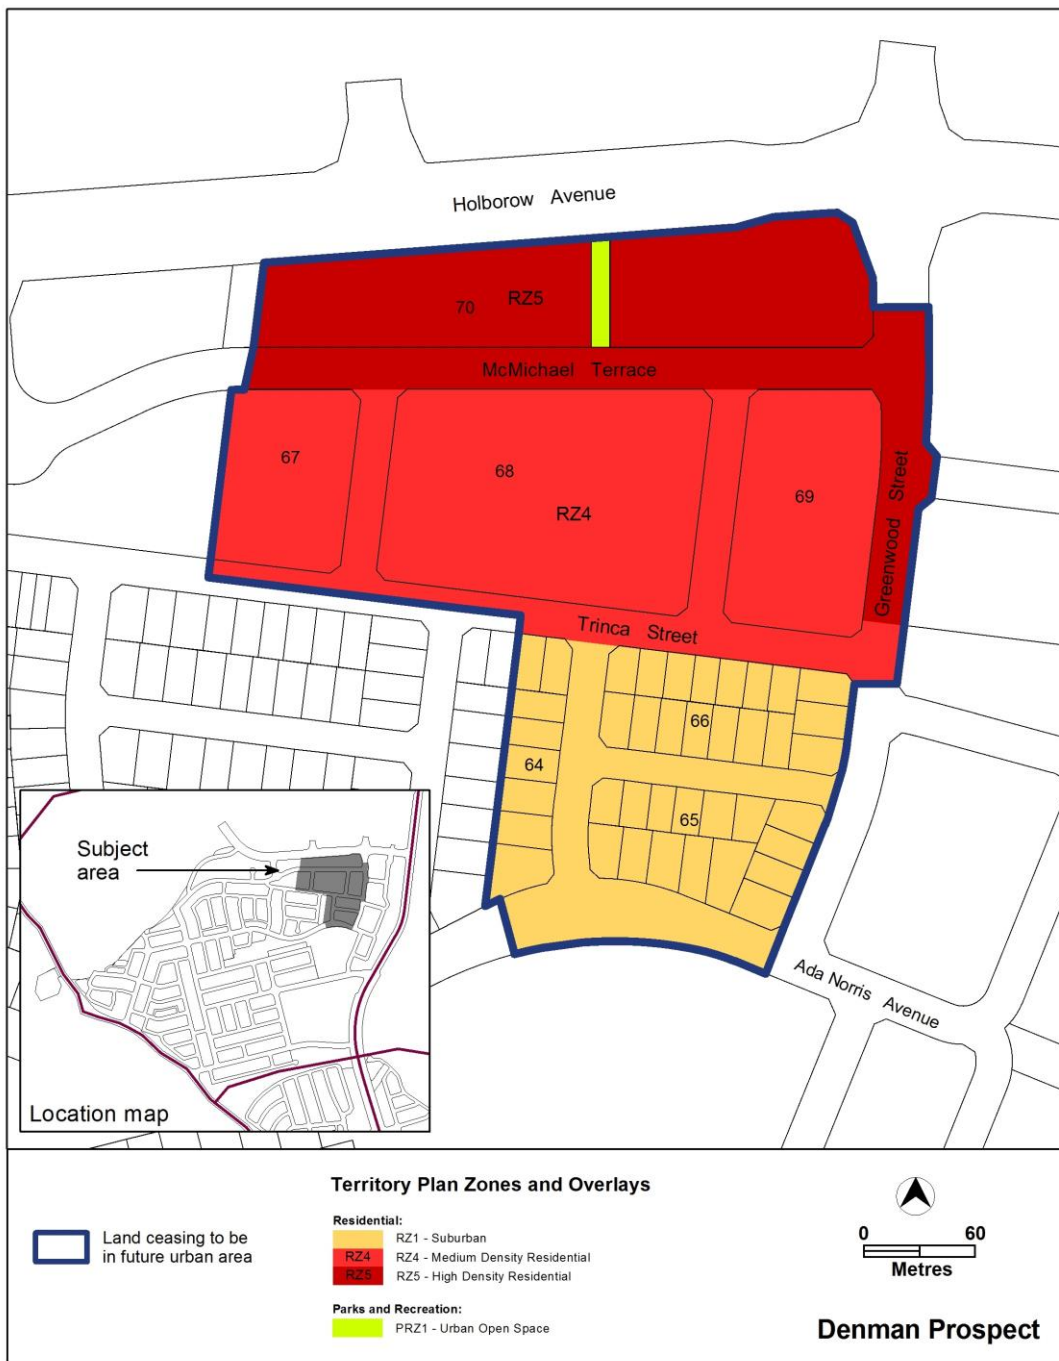 Holborow Avenue
70 RZ5
McMichael Terrace
67
68
69
RZ4
Greenwood Street
Trinca Street
66
64
65
Ada Norris Avenue
Subject
area
Location map
Territory Plan Zones and Overlays
Land ceasing to be
in future urban area
Residential:
RZ1 - Suburban
RZ4 RZ4 - Medium Density Residential
RZ5 RZ5 - High Density Residential
Parks and Recreation:
PRZ1 - Urban Open Space
0 60
Metres
Denman Prospect